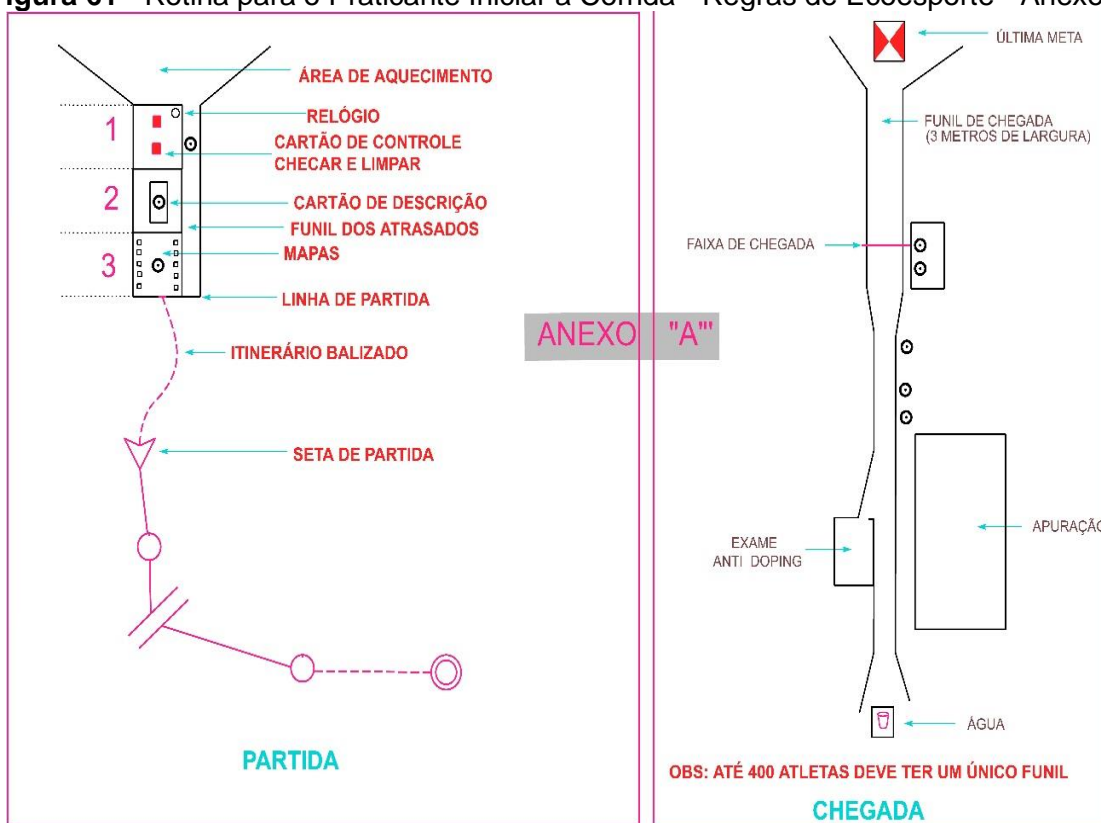 igura 01 - Rotina para o Praticante Iniciar a Corrida - Regras de Ecoesporte - Anexo
ÁREA DE AQUECIMENTO
1
RELÓGIO
CARTÃO DE CONTROLE
CHECAR E LIMPAR
2
CARTÃO DE DESCRIÇÃO
FUNIL DOS ATRASADOS
3
MAPAS
LINHA DE PARTIDA
ITINERÁRIO BALIZADO
SETA DE PARTIDA
PARTIDA
ANEXO "A"'
ÚLTIMA META
FUNIL DE CHEGADA
(3 METROS DE LARGURA)
FAIXA DE CHEGADA
EXAME
ANTI DOPING
APURAÇÃO
ÁGUA
OBS: ATÉ 400 ATLETAS DEVE TER UM ÚNICO FUNIL
CHEGADA